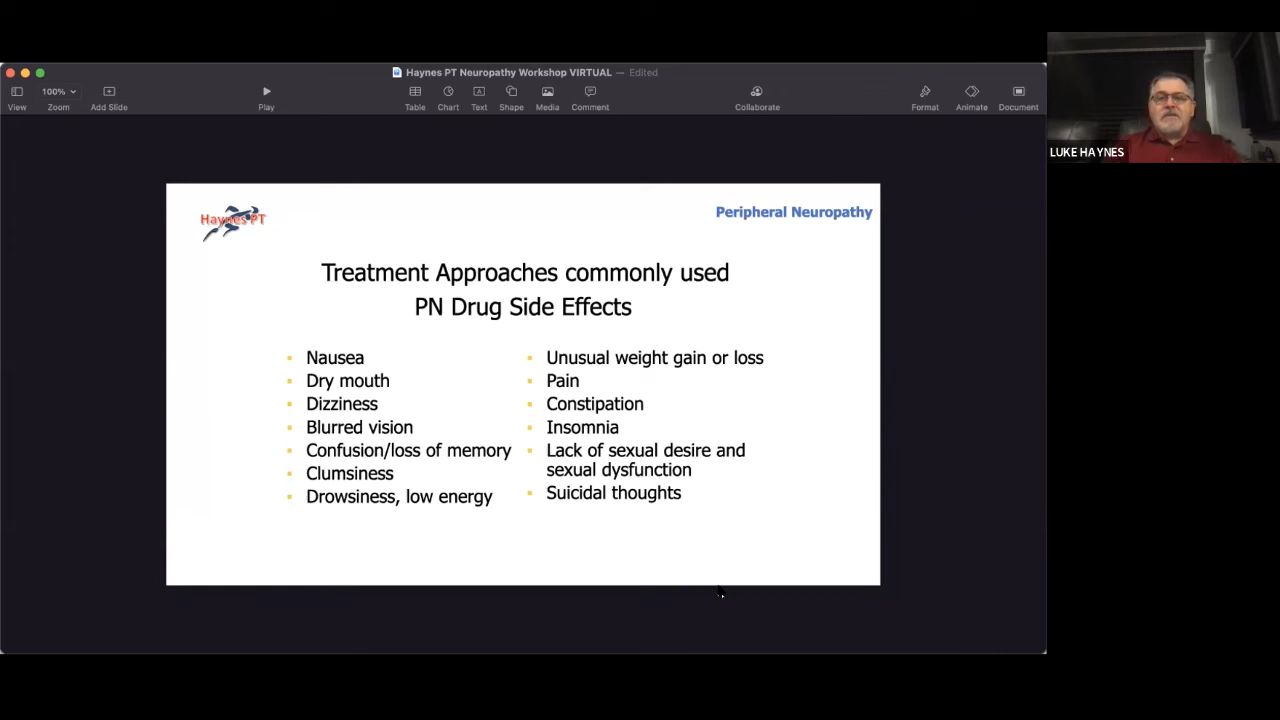 Haynes PT Neuropathy Workshop VIRTUAL — Edited
100%
View
Zoom
Add Slide
Play
Table
Chart
Text
Shape
Media
Comment
Collaborate
Format
Animate
Document
LUKE HAYNES
Haynes PT
Peripheral Neuropathy
Treatment Approaches commonly used
PN Drug Side Effects
Nausea
Dry mouth
Dizziness
Blurred vision
Confusion/loss of memory
Clumsiness
Drowsiness, low energy
Unusual weight gain or loss
Pain
Constipation
Insomnia
Lack of sexual desire and
sexual dysfunction
Suicidal thoughts